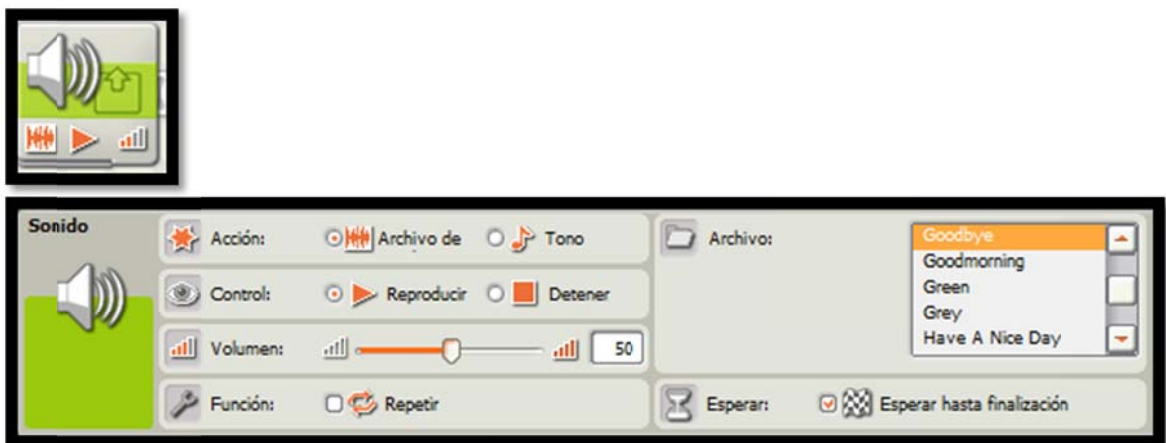 Sonido
Acción: Archivo de Tono
Control: Reproducir Detener
Volumen: 50
Función: Repetir
Archivo: Goodbye
Goodmorning
Green
Grey
Have A Nice Day
Esperar: Esperar hasta finalización